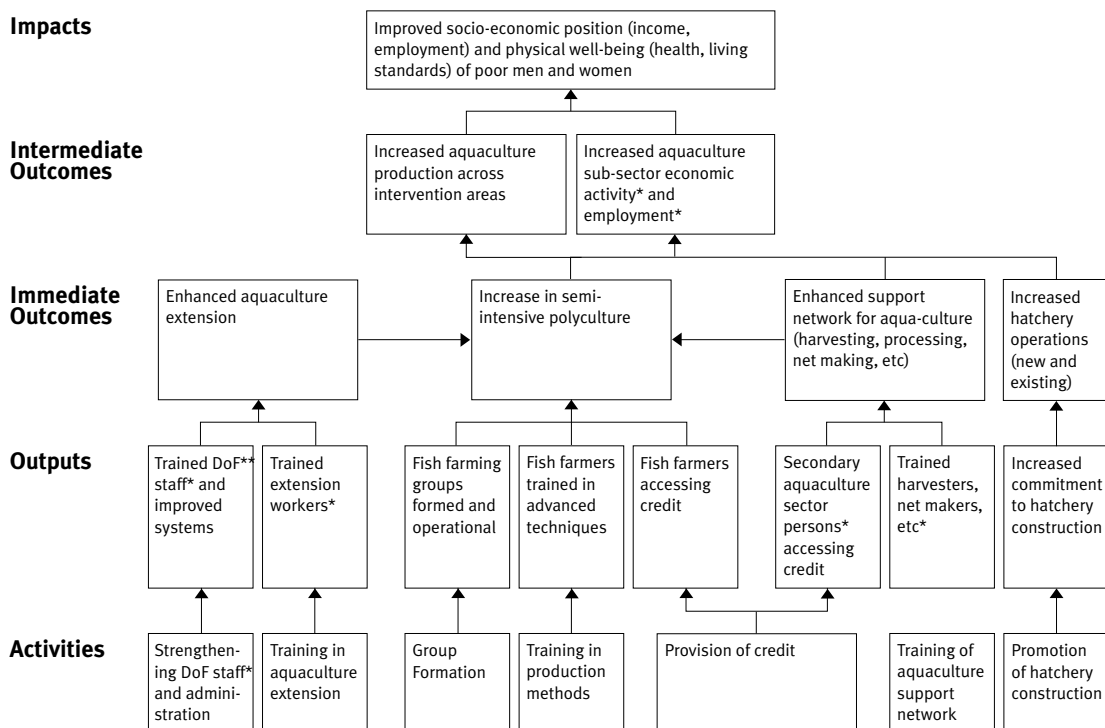 Impacts
Improved socio-economic position (income,
employment) and physical well-being (health, living
standards) of poor men and women
Intermediate
Outcomes
Increased aquaculture
production across
intervention areas
Increased aquaculture
sub-sector economic
activity* and
employment*
Immediate
Outcomes
Enhanced aquaculture
extension
Increase in semi-
intensive polyculture
Enhanced support
network for aqua-culture
(harvesting, processing,
net making, etc)
Increased
hatchery
operations
(new and
existing)
Outputs
Trained DoF**
staff* and
improved
systems
Trained
extension
workers*
Fish farming
groups
formed and
operational
Fish farmers
trained in
advanced
techniques
Fish farmers
accessing
credit
Secondary
aquaculture
sector
persons*
accessing
credit
Trained
harvesters,
net makers,
etc*
Increased
commitment
to hatchery
construction
Activities
Strengthen-
ing DoF staff*
and admini-
stration
Training in
aquaculture
extension
Group
Formation
Training in
production
methods
Provision of credit
Training of
aquaculture
support
network
Promotion
of hatchery
construction